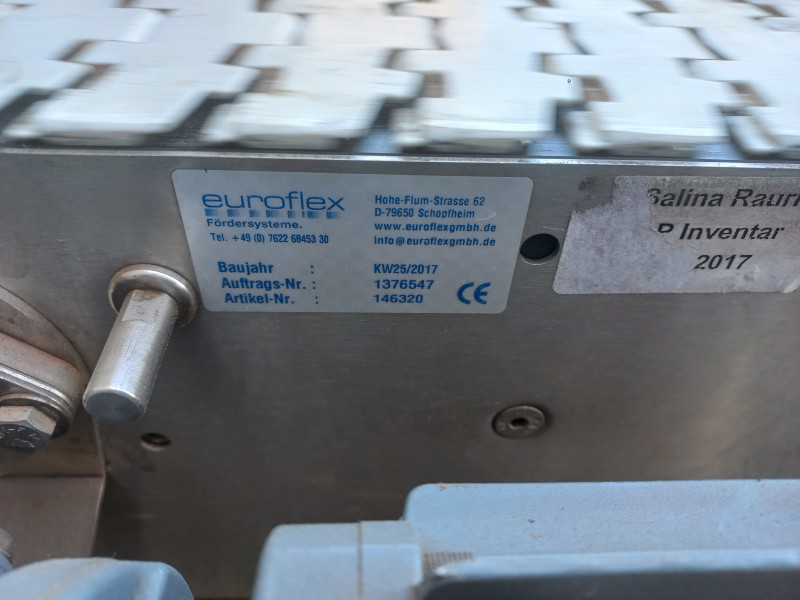 euroflex
Fördersysteme.
Tel. +49 (0) 7622 68453 30
Hohe-Flum-Strasse 62
D-79650 Schopfheim
www.euroflexgmbh.de
info@euroflexgmbh.de
Baujahr : KW25/2017
Auftrags-Nr. : 1376547
Artikel-Nr. : 146320
CE
Salina
P Inventar
2017